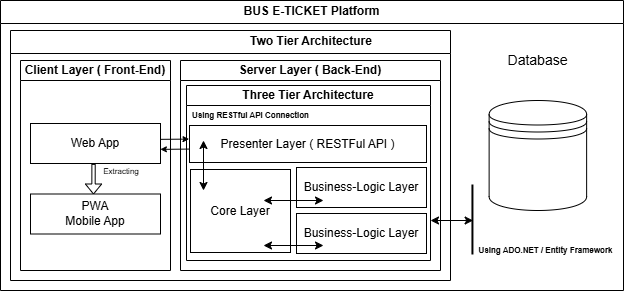 BUS E-TICKET Platform
Two Tier Architecture
Client Layer ( Front-End)
Web App
Extracting
PWA
Mobile App
Server Layer ( Back-End)
Three Tier Architecture
Using RESTful API Connection
Presenter Layer ( RESTFul API )
Core Layer
Business-Logic Layer
Business-Logic Layer
Database
Using ADO.NET / Entity Framework